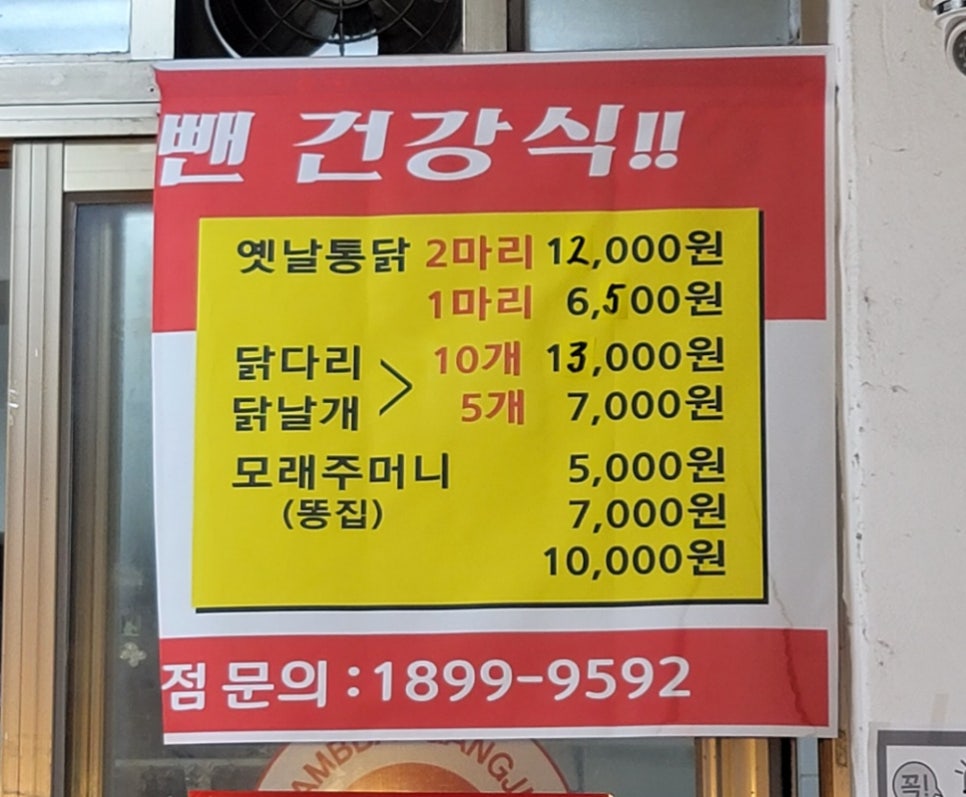 뺀 건강식!!
옛날통닭 2마리 12,000원
1마리 6,500원
닭다리 > 10개 13,000원
닭날개 5개 7,000원
모래주머니 5,000원
(똥집) 7,000원
10,000원
점 문의 : 1899-9592
꼭!